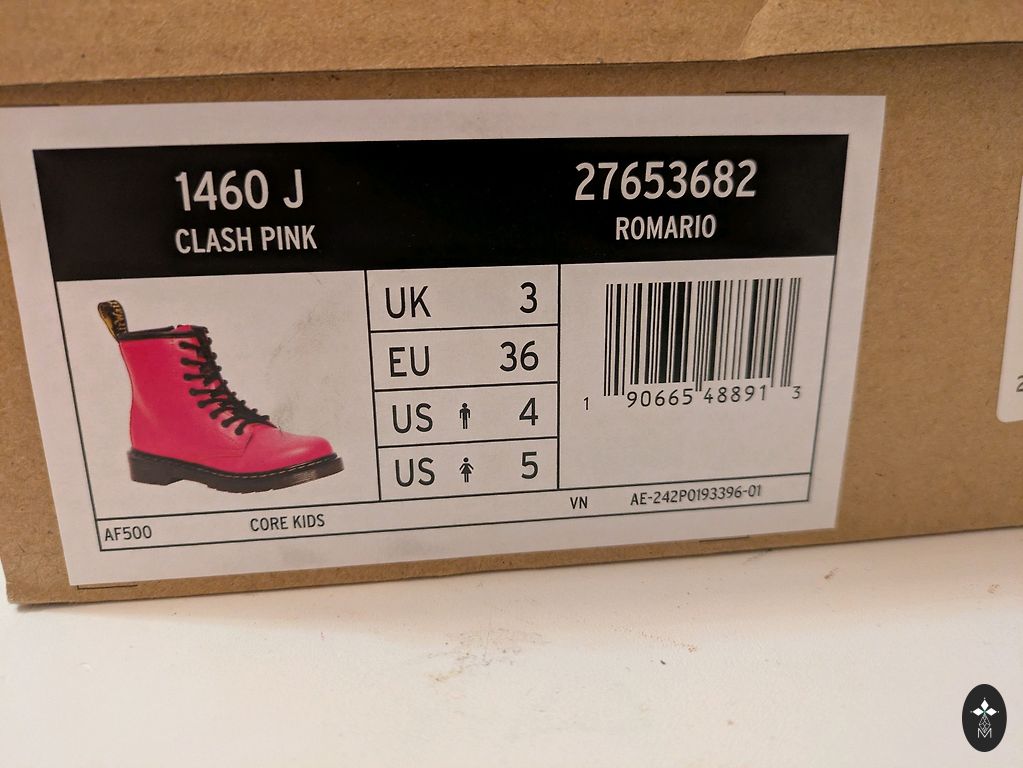 1460 J
CLASH PINK
27653682
ROMARIO
UK 3
EU 36
US 4
US 5
1 90665 48891 3
AF500 CORE KIDS VN AE-242P0193396-01
2
M